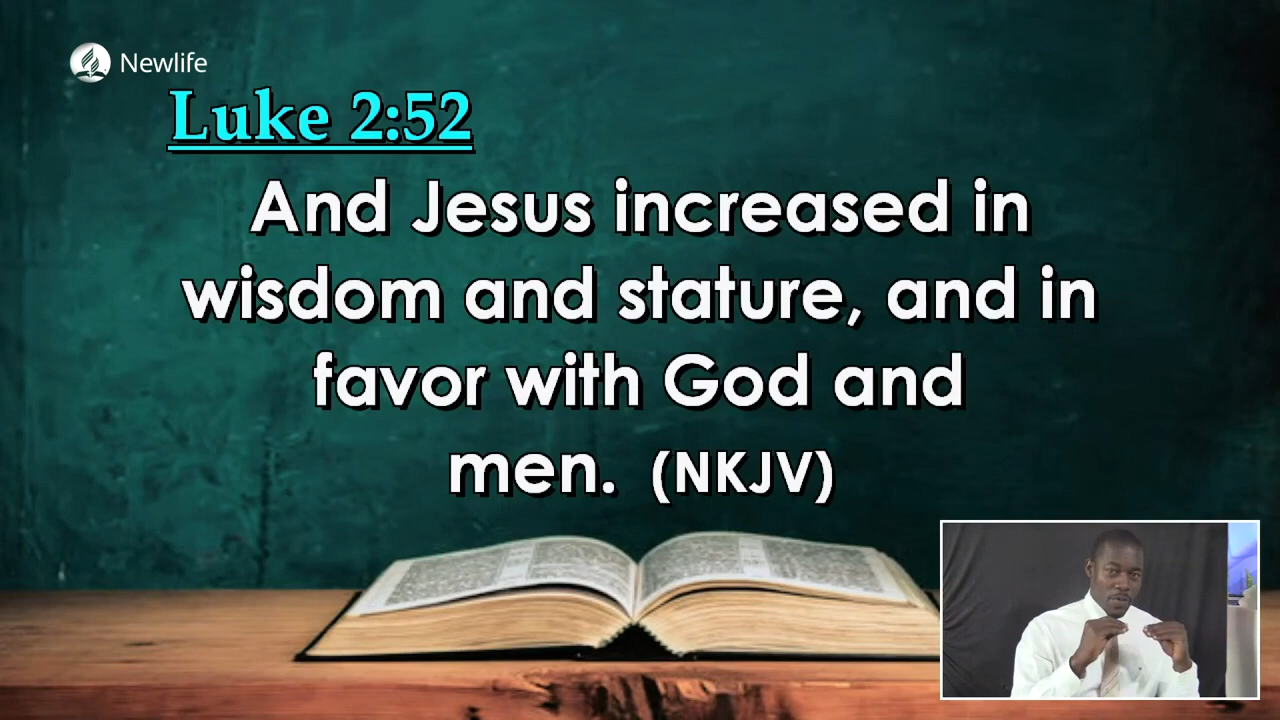 Newlife
Luke 2:52
And Jesus increased in
wisdom and stature, and in
favor with God and
men. (NKJV)